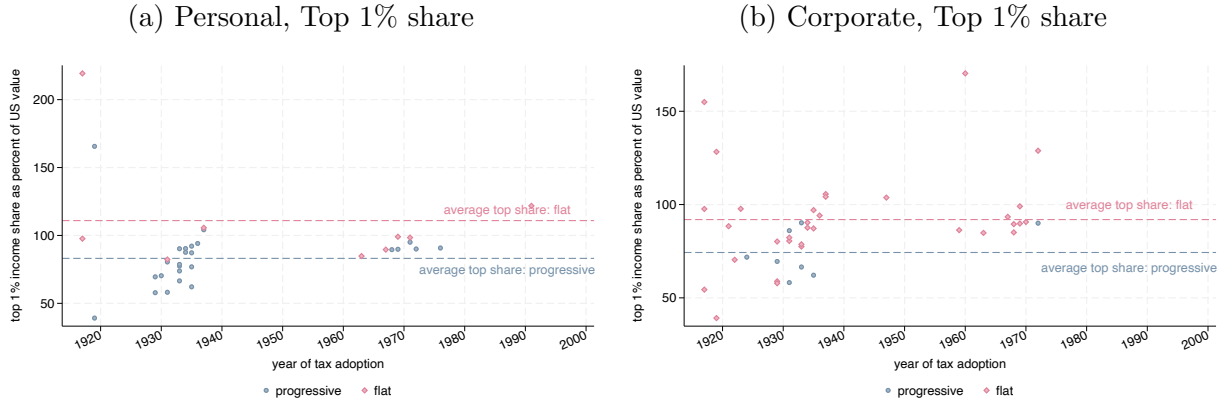 (a) Personal, Top 1% share
top 1% income share as percent of US value
200
150
100
50
average top share: flat
average top share: progressive
1920 1930 1940 1950 1960 1970 1980 1990 2000
year of tax adoption
progressive flat
(b) Corporate, Top 1% share
top 1% income share as percent of US value
150
100
50
average top share: flat
average top share: progressive
1920 1930 1940 1950 1960 1970 1980 1990 2000
year of tax adoption
progressive flat